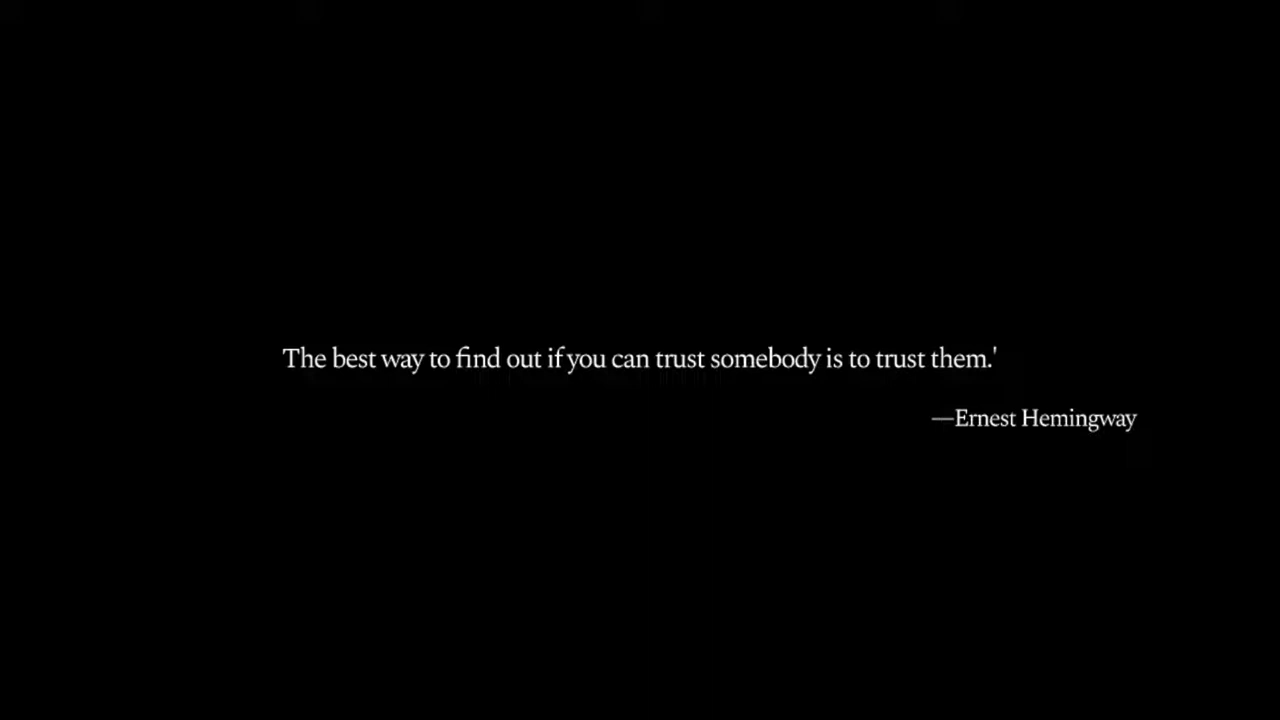 The best way to find out if you can trust somebody is to trust them.'
—Ernest Hemingway